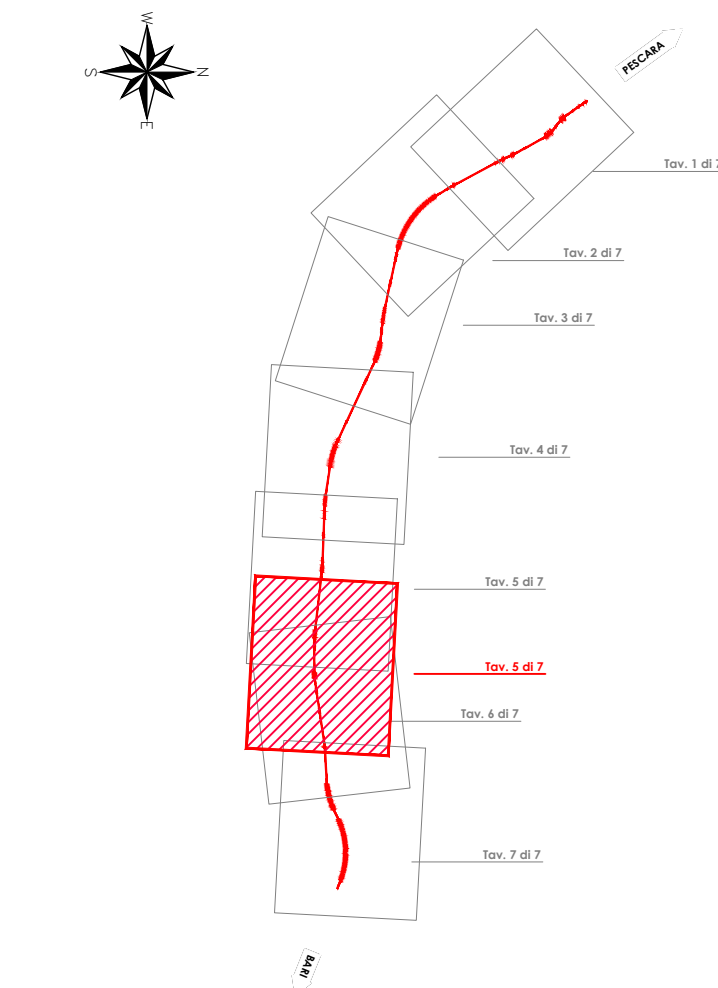 W
S
N
E
PESCARA
Tav. 1 di 7
Tav. 2 di 7
Tav. 3 di 7
Tav. 4 di 7
Tav. 5 di 7
Tav. 5 di 7
Tav. 6 di 7
Tav. 7 di 7
BARI